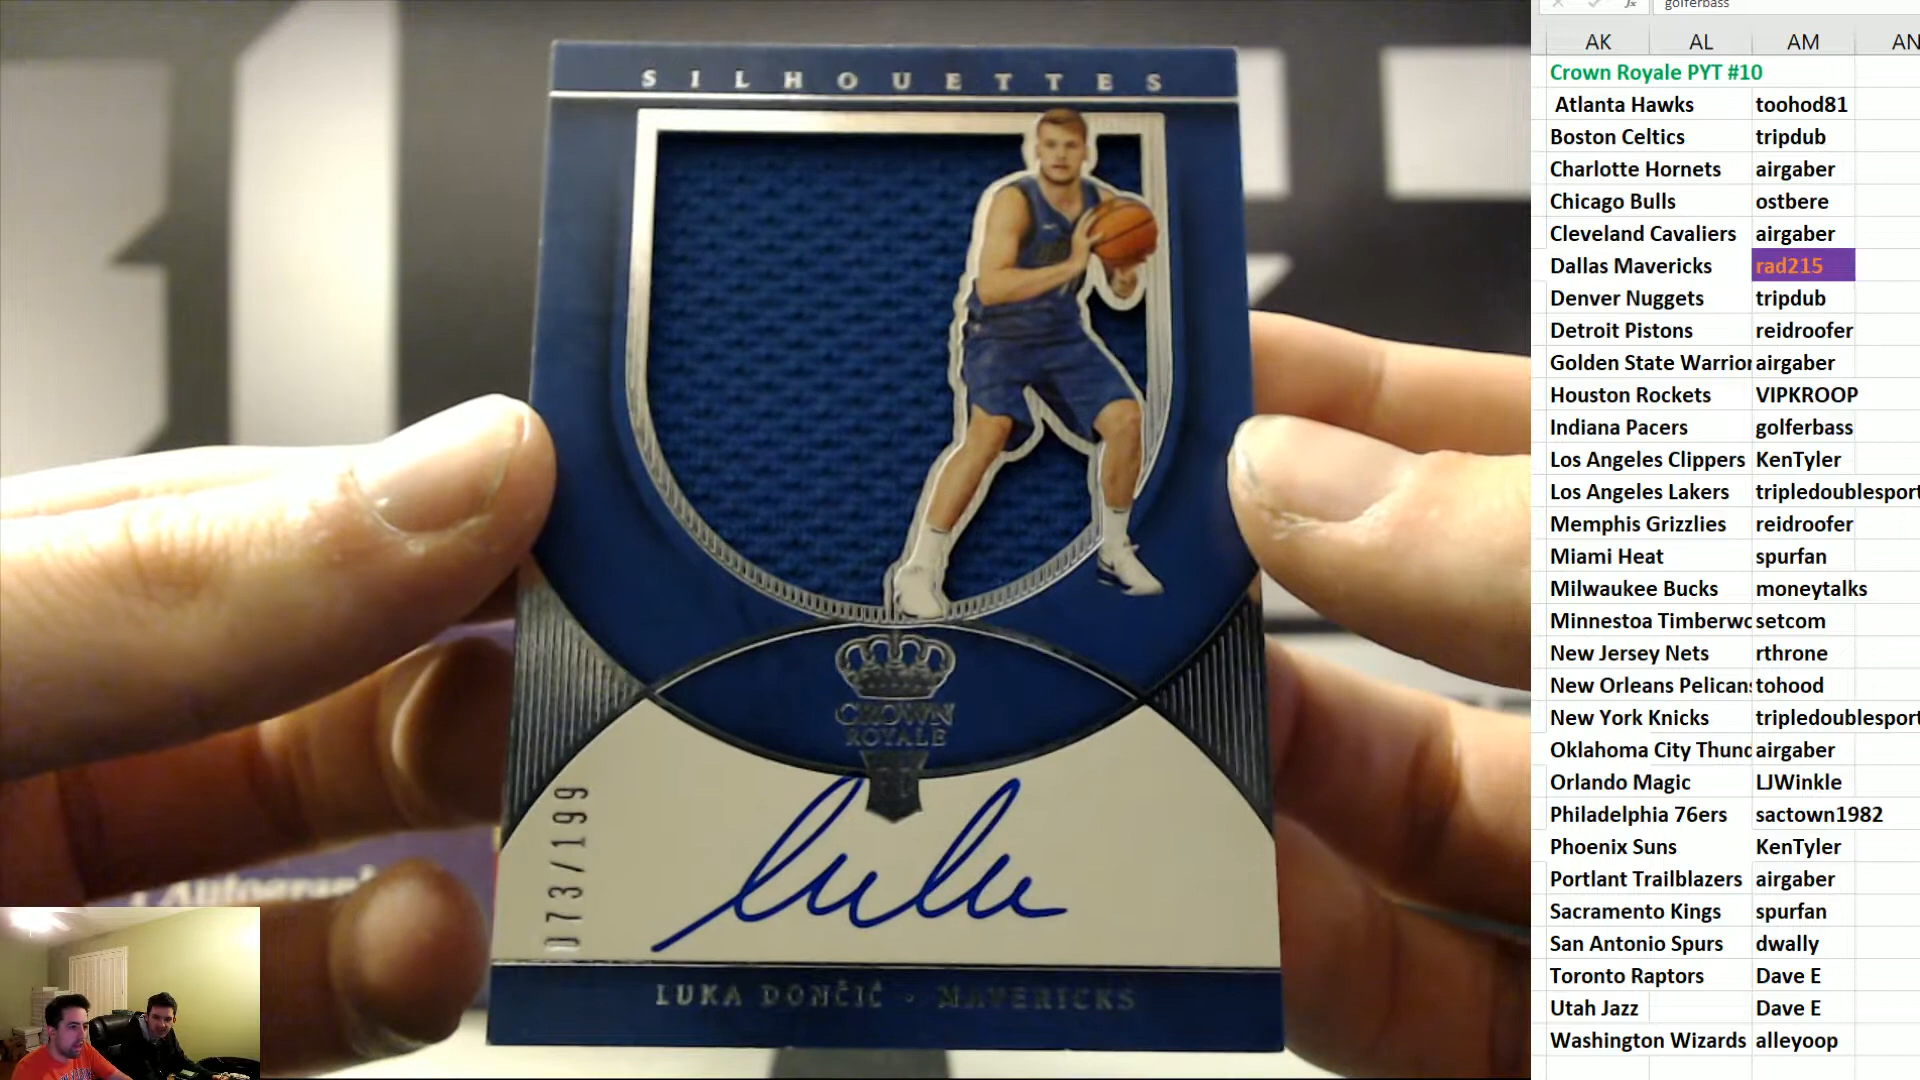 SILHOUETTES
CROWN
ROYALE
073/199
LUKA DONČIĆ - MAVERICKS
golferbass
AK AL AM AN
Crown Royale PYT #10
Atlanta Hawks toohod81
Boston Celtics tripdub
Charlotte Hornets airgaber
Chicago Bulls ostbere
Cleveland Cavaliers airgaber
Dallas Mavericks rad215
Denver Nuggets tripdub
Detroit Pistons reidroofer
Golden State Warrior airgaber
Houston Rockets VIPKROOP
Indiana Pacers golferbass
Los Angeles Clippers KenTyler
Los Angeles Lakers tripledoublesport
Memphis Grizzlies reidroofer
Miami Heat spurfan
Milwaukee Bucks moneytalks
Minnestoa Timberwo setcom
New Jersey Nets rthrone
New Orleans Pelicans tohood
New York Knicks tripledoublesport
Oklahoma City Thund airgaber
Orlando Magic LJWinkle
Philadelphia 76ers sactown1982
Phoenix Suns KenTyler
Portlant Trailblazers airgaber
Sacramento Kings spurfan
San Antonio Spurs dwally
Toronto Raptors Dave E
Utah Jazz Dave E
Washington Wizards alleyoop